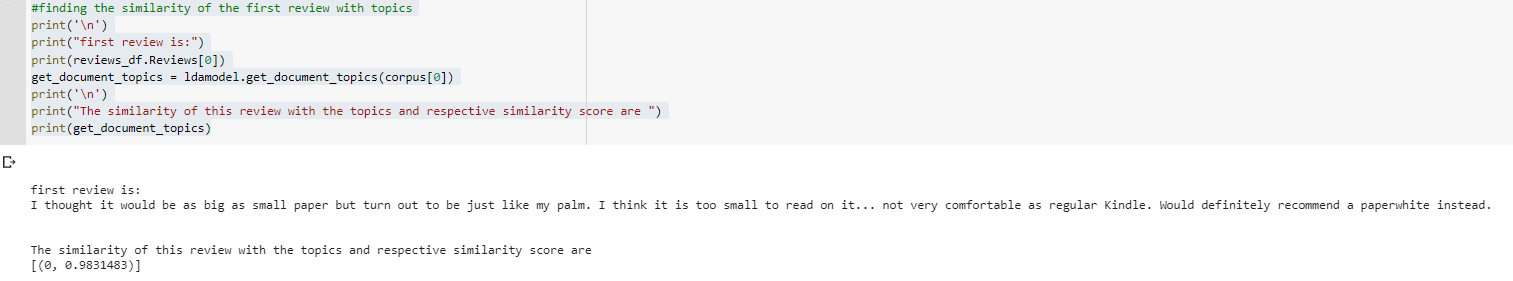 #finding the similarity of the first review with topics
print('\n')
print("first review is:")
print(reviews_df.Reviews[0])
get_document_topics = ldamodel.get_document_topics(corpus[0])
print('\n')
print("The similarity of this review with the topics and respective similarity score are ")
print(get_document_topics)
first review is:
I thought it would be as big as small paper but turn out to be just like my palm. I think it is too small to read on it... not very comfortable as regular Kindle. Would definitely recommend a paperwhite instead.
The similarity of this review with the topics and respective similarity score are
[(0, 0.9831483)]